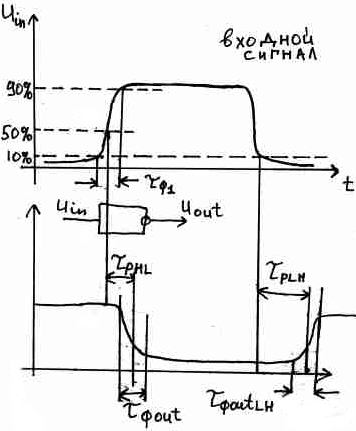 Uin
входной
сигнал
90%
50%
10%
τф1
t
Uin
Uout
τPHL
τPLH
τфout
τфoutLH